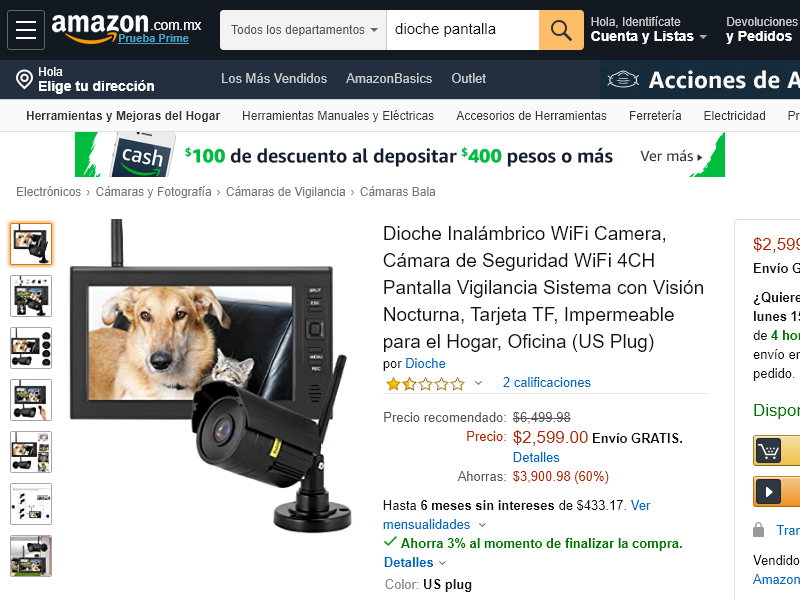 amazon.com.mx
Prueba Prime
Todos los departamentos
dioche pantalla
Hola, Identifícate
Cuenta y Listas
Devoluciones
y Pedidos
Hola
Elige tu dirección
Los Más Vendidos
AmazonBasics
Outlet
Acciones de A
Herramientas y Mejoras del Hogar
Herramientas Manuales y Eléctricas
Accesorios de Herramientas
Ferretería
Electricidad
Pr
cash
$100 de descuento al depositar $400 pesos o más
Ver más
Electrónicos › Cámaras y Fotografía › Cámaras de Vigilancia › Cámaras Bala
SPLIT
ESC
MENU
REC
Dioche Inalámbrico WiFi Camera,
Cámara de Seguridad WiFi 4CH
Pantalla Vigilancia Sistema con Visión
Nocturna, Tarjeta TF, Impermeable
para el Hogar, Oficina (US Plug)
por Dioche
2 calificaciones
Precio recomendado: $6,499.98
Precio: $2,599.00 Envío GRATIS.
Detalles
Ahorras: $3,900.98 (60%)
Hasta 6 meses sin intereses de $433.17. Ver
mensualidades
Ahorra 3% al momento de finalizar la compra.
Detalles
Color: US plug
$2,599
Envío G
¿Quiere
lunes 15
de 4 hor
envío en
pedido.
Dispon
Tran
Vendido
Amazon